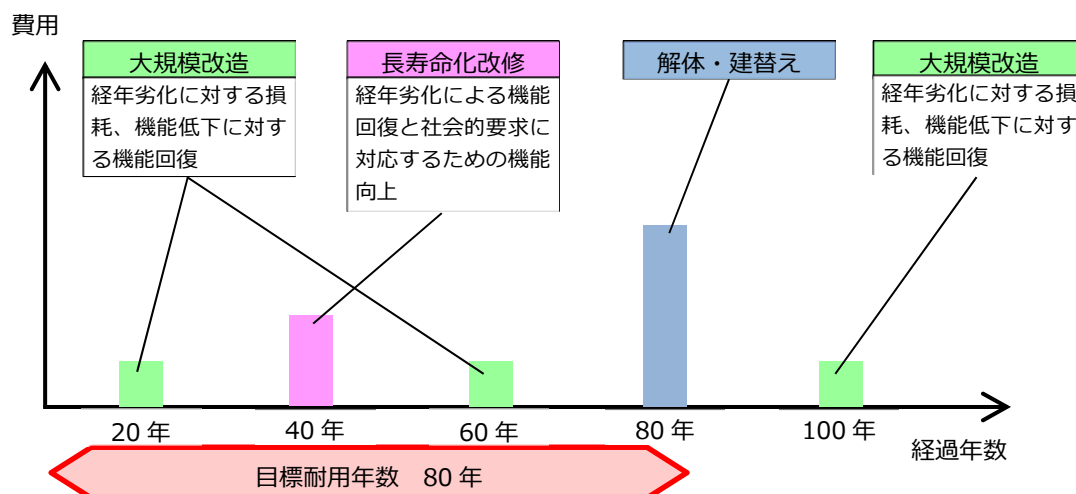 費用
大規模改造
経年劣化に対する損
耗、機能低下に対す
る機能回復
長寿命化改修
経年劣化による機能
回復と社会的要求に
対応するための機能
向上
解体・建替え
大規模改造
経年劣化に対する損
耗、機能低下に対す
る機能回復
20 年
40 年
60 年
80 年
100 年
経過年数
目標耐用年数　80 年